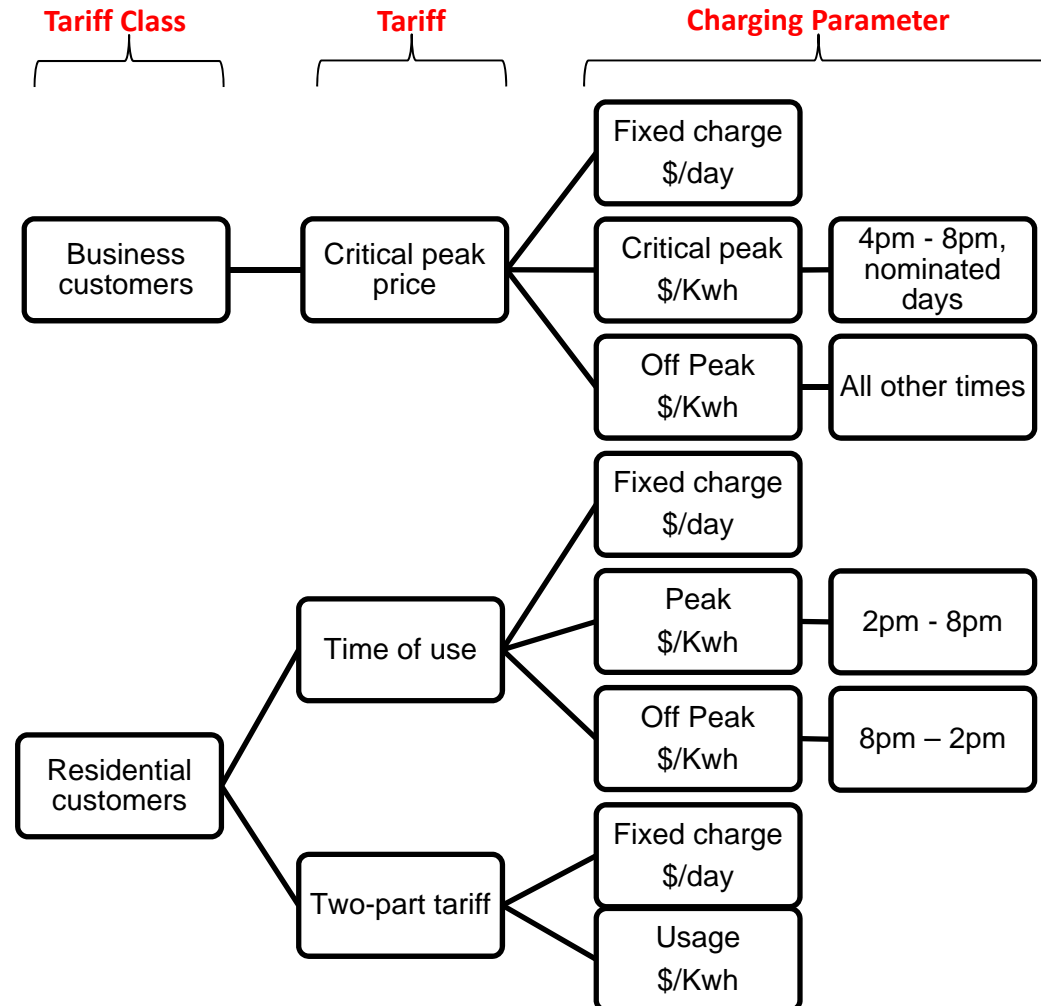 Tariff Class
Tariff
Charging Parameter
Fixed charge
$/day
Business
customers
Critical peak
price
Critical peak
$/Kwh
4pm - 8pm,
nominated
days
Off Peak
$/Kwh
All other times
Fixed charge
$/day
Time of use
Peak
$/Kwh
2pm - 8pm
Off Peak
$/Kwh
8pm – 2pm
Residential
customers
Fixed charge
$/day
Two-part tariff
Usage
$/Kwh